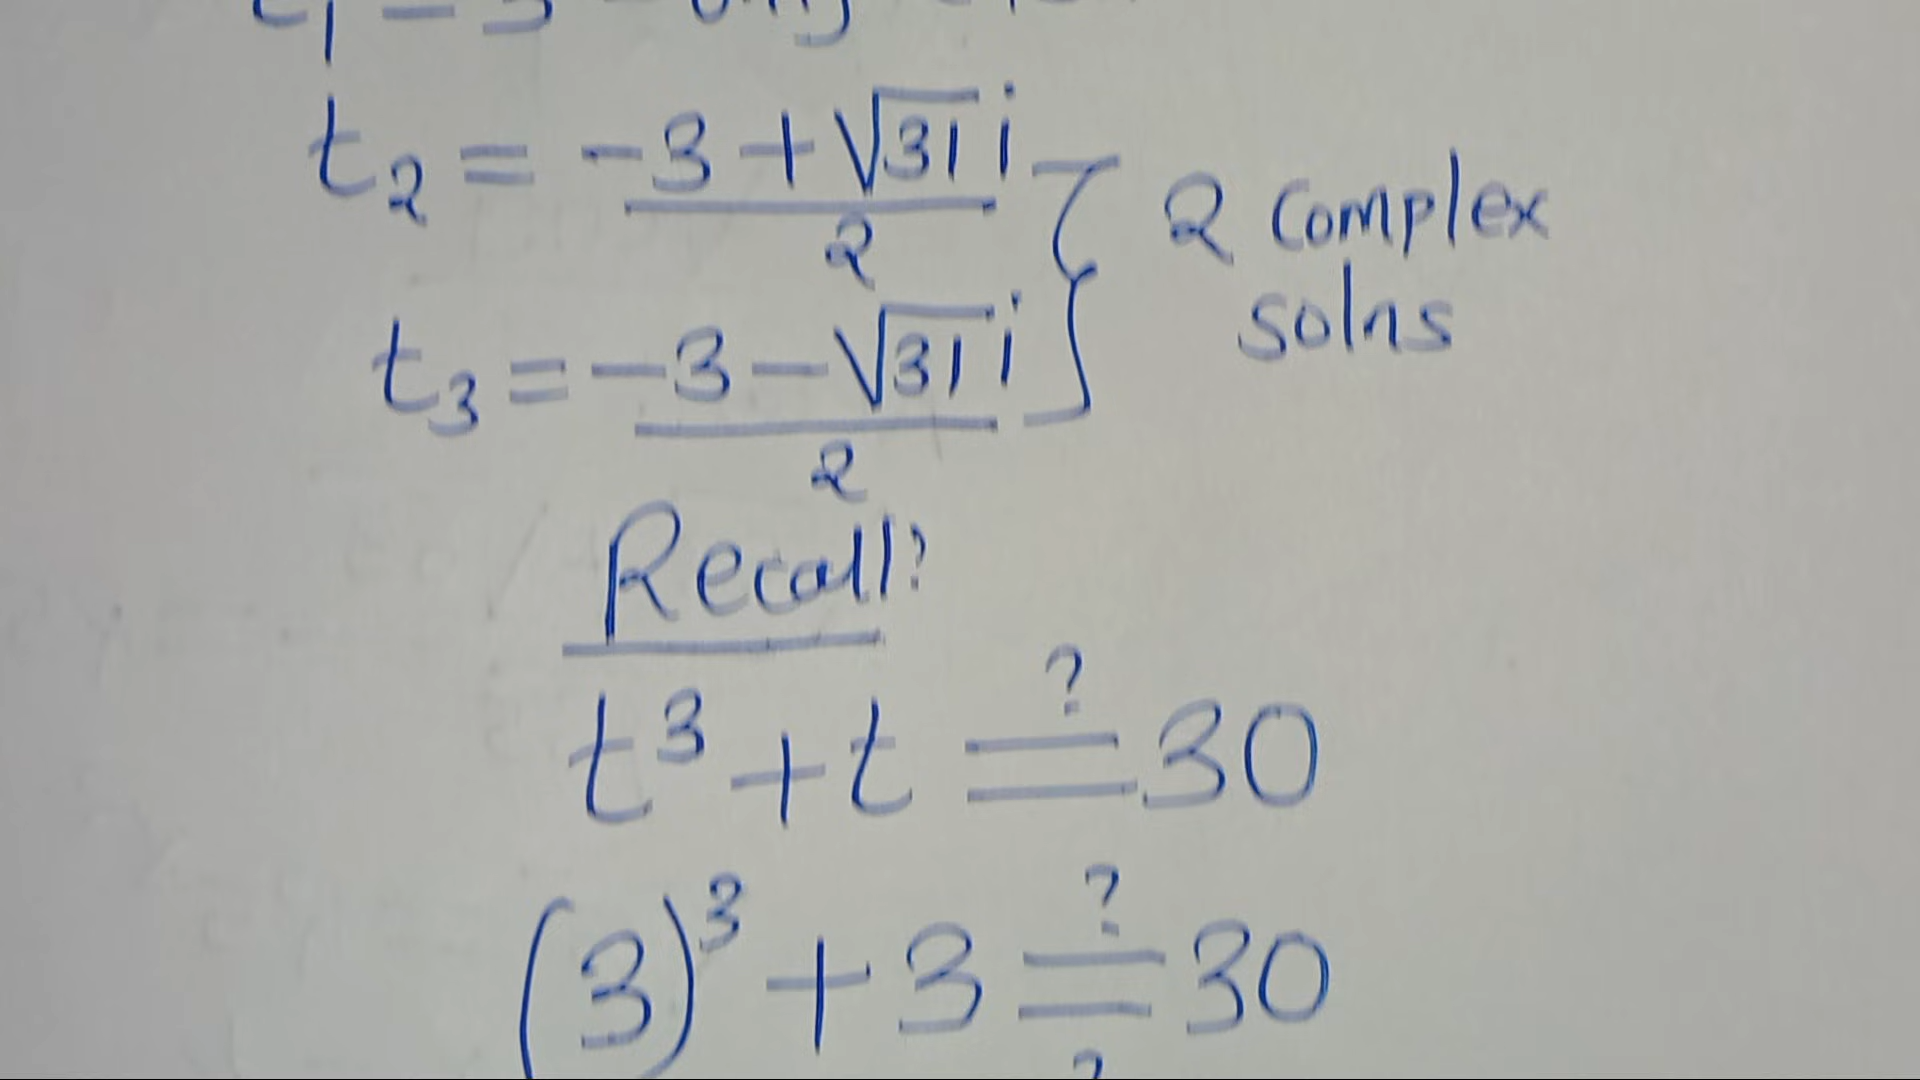 t₂ = -3 + √31 i / 2
t₃ = -3 - √31 i / 2
} 2 complex
solns
Recall?
t³ + t ≟ 30
(3)³ + 3 ≟ 30